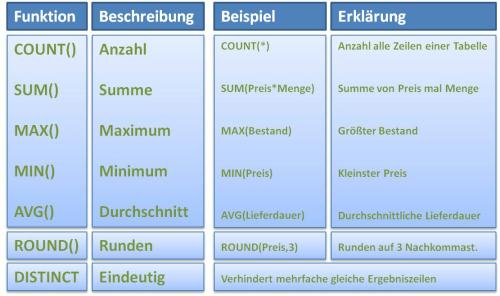 Funktion Beschreibung Beispiel Erklärung
COUNT() Anzahl COUNT(*) Anzahl alle Zeilen einer Tabelle
SUM() Summe SUM(Preis*Menge) Summe von Preis mal Menge
MAX() Maximum MAX(Bestand) Größter Bestand
MIN() Minimum MIN(Preis) Kleinster Preis
AVG() Durchschnitt AVG(Lieferdauer) Durchschnittliche Lieferdauer
ROUND() Runden ROUND(Preis,3) Runden auf 3 Nachkommast.
DISTINCT Eindeutig Verhindert mehrfache gleiche Ergebniszeilen